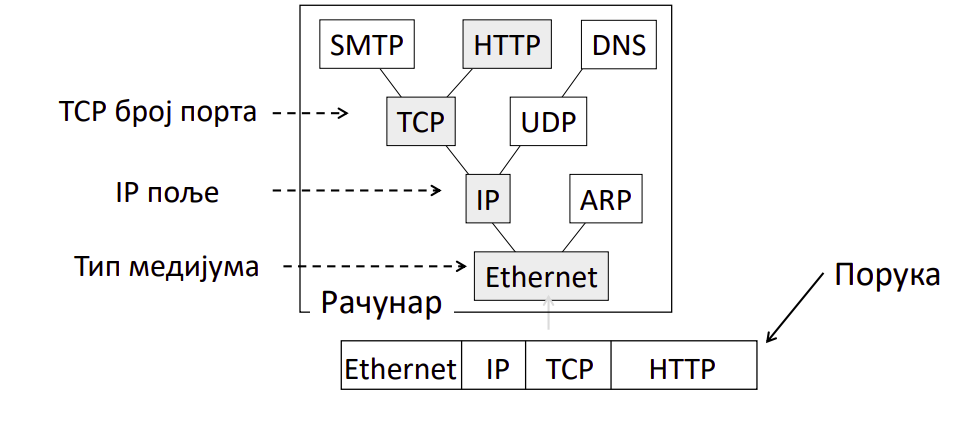 SMTP HTTP DNS
TCP број порта
TCP UDP
IP поље
IP ARP
Тип медијума
Ethernet
Порука
Рачунар
Ethernet IP TCP HTTP